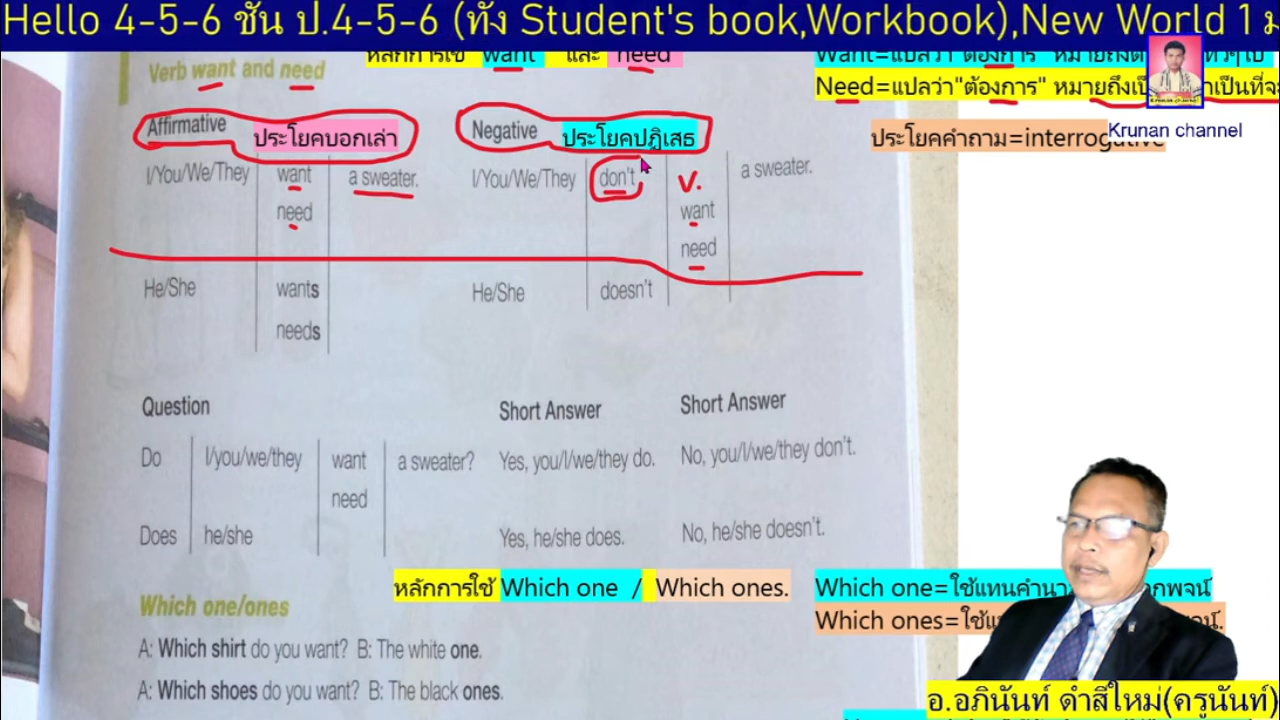 Hello 4-5-6 ชั้น ป.4-5-6 (ทั้ง Student's book,Workbook),New World 1 ม
หลักการใช้ want และ need
Want=แปลว่า"ต้องการ"
Need=แปลว่า"ต้องการ"
Verb want and need
Krunan channel
Affirmative ประโยคบอกเล่า Negative ประโยคปฏิเสธ ประโยคคำถาม=interrogative
I/You/We/They want a sweater. I/You/We/They don't v. a sweater.
need want
need
He/She wants He/She doesn't
needs
Question Short Answer Short Answer
Do I/you/we/they want a sweater? Yes, you/I/we/they do. No, you/I/we/they don't.
need
Does he/she Yes, he/she does. No, he/she doesn't.
หลักการใช้ Which one / Which ones. Which one=ใช้แทน
Which ones=
Which one/ones
A: Which shirt do you want? B: The white one.
A: Which shoes do you want? B: The black ones.
อ.อภินันท์ ดำสีใหม่(ครูนันท์)